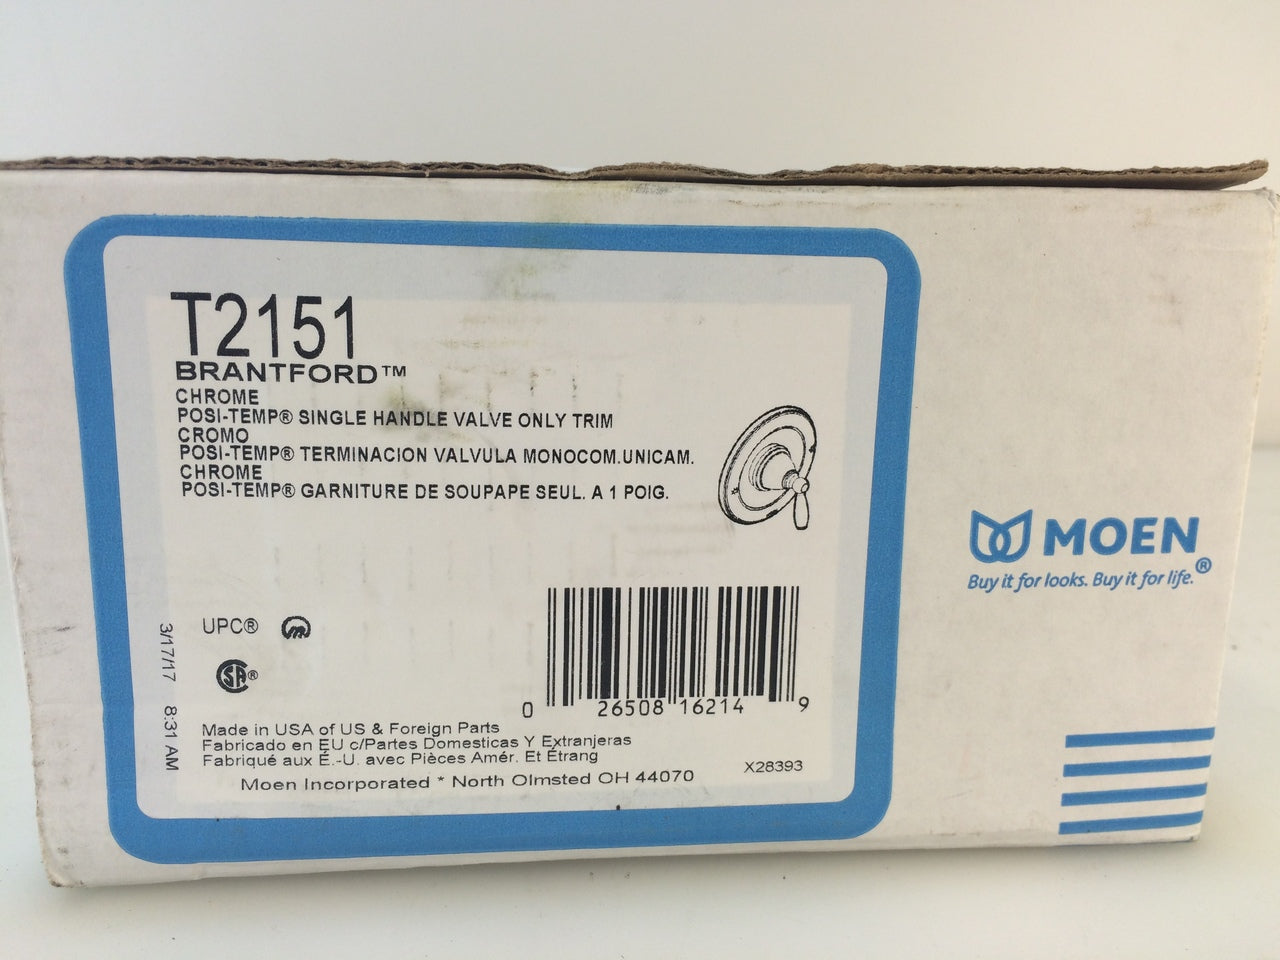 T2151
BRANTFORD™
CHROME
POSI-TEMP® SINGLE HANDLE VALVE ONLY TRIM
CROMO
POSI-TEMP® TERMINACION VALVULA MONOCOM.UNICAM.
CHROME
POSI-TEMP® GARNITURE DE SOUPAPE SEUL. A 1 POIG.
MOEN
Buy it for looks. Buy it for life.®
UPC®
SA®
3/17/17 8:31 AM
0 26508 16214 9
Made in USA of US & Foreign Parts
Fabricado en EU c/Partes Domesticas Y Extranjeras
Fabriqué aux É.-U. avec Pièces Amér. Et Étrang
X28393
Moen Incorporated * North Olmsted OH 44070